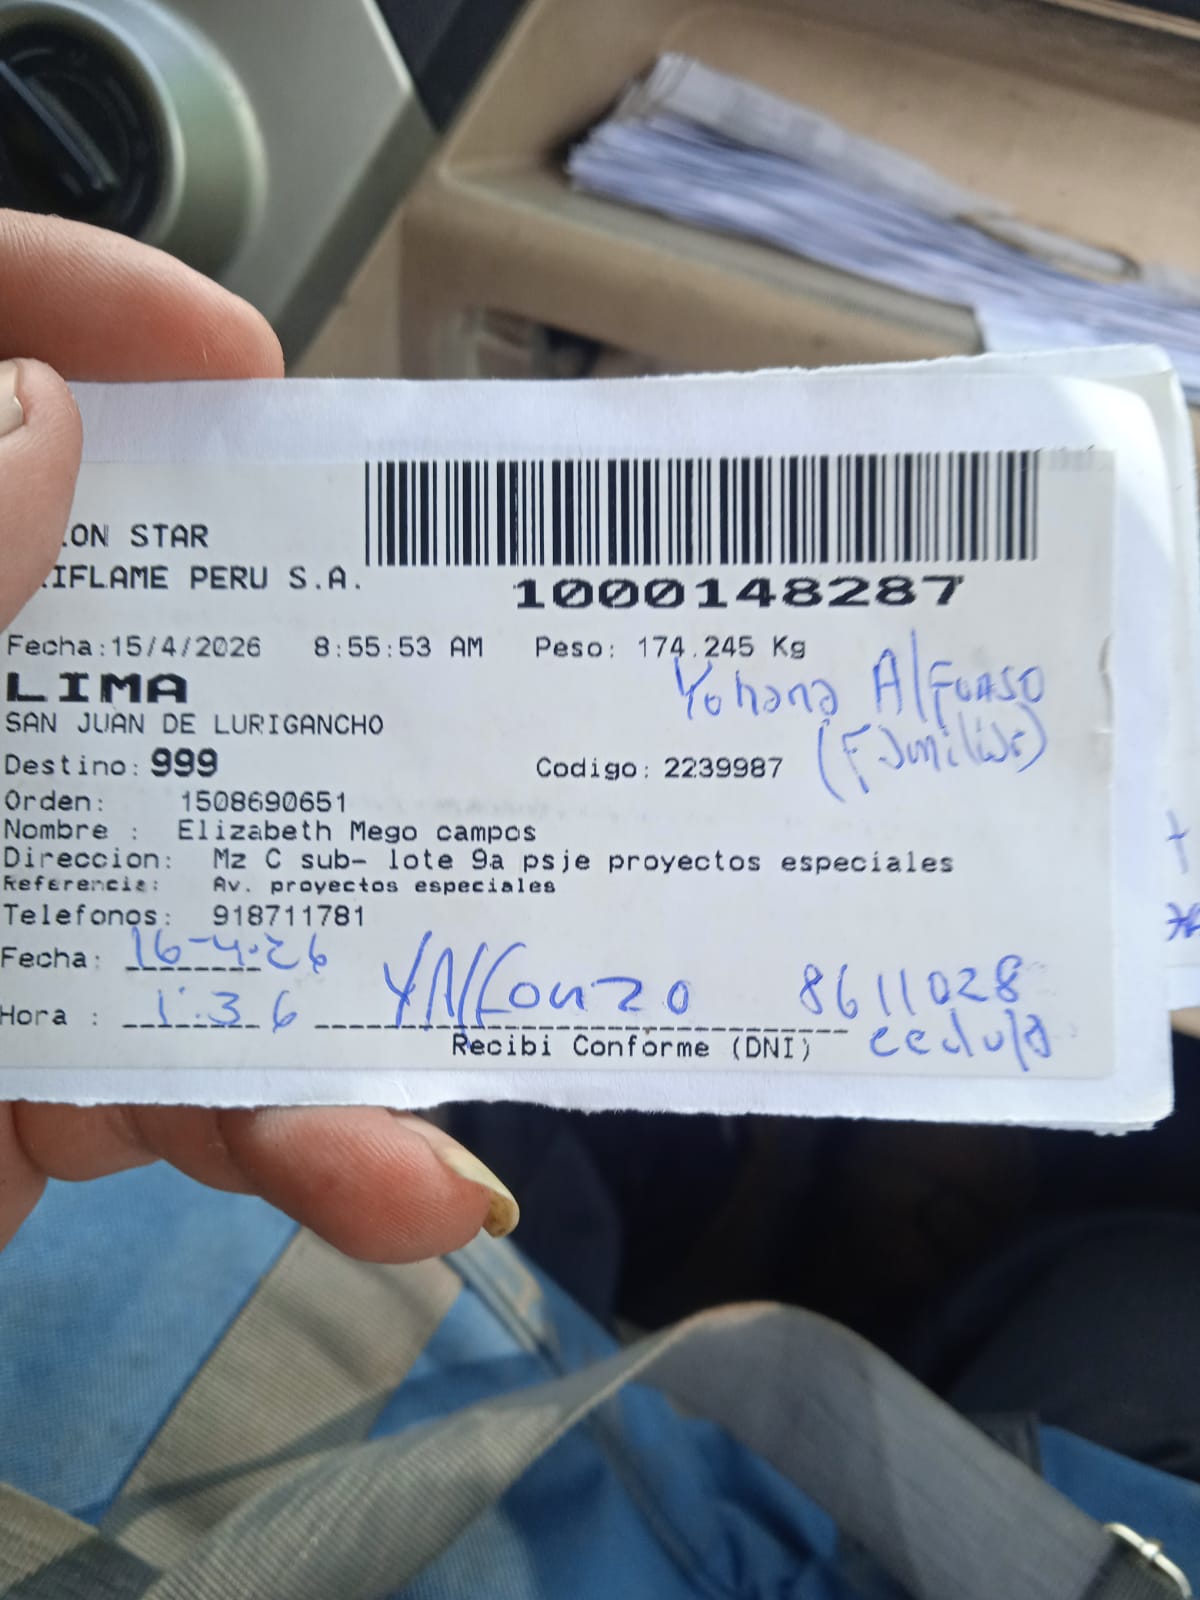 ON STAR
IFLAME PERU S.A.
1000148287
Fecha:15/4/2026 8:55:53 AM Peso: 174.245 Kg
LIMA
Yohana Alfonso
SAN JUAN DE LURIGANCHO
(Familiar)
Destino: 999 Codigo: 2239987
Orden: 1508690651
Nombre : Elizabeth Mego campos
Direccion: Mz C sub- lote 9a psje proyectos especiales
Referencia: Av. proyectos especiales
Telefonos: 918711781
Fecha: 16-4-26
YAlfonzo 8611028
Hora : 1:36
Recibi Conforme (DNI) cedula